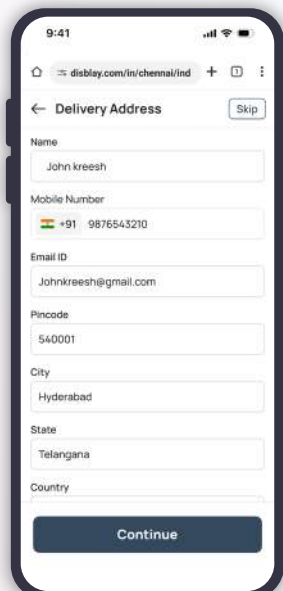 9:41
disblay.com/in/chennai/ind
1
Delivery Address
Skip
Name
John kreesh
Mobile Number
+91 9876543210
Email ID
Johnkreesh@gmail.com
Pincode
540001
City
Hyderabad
State
Telangana
Country
Continue